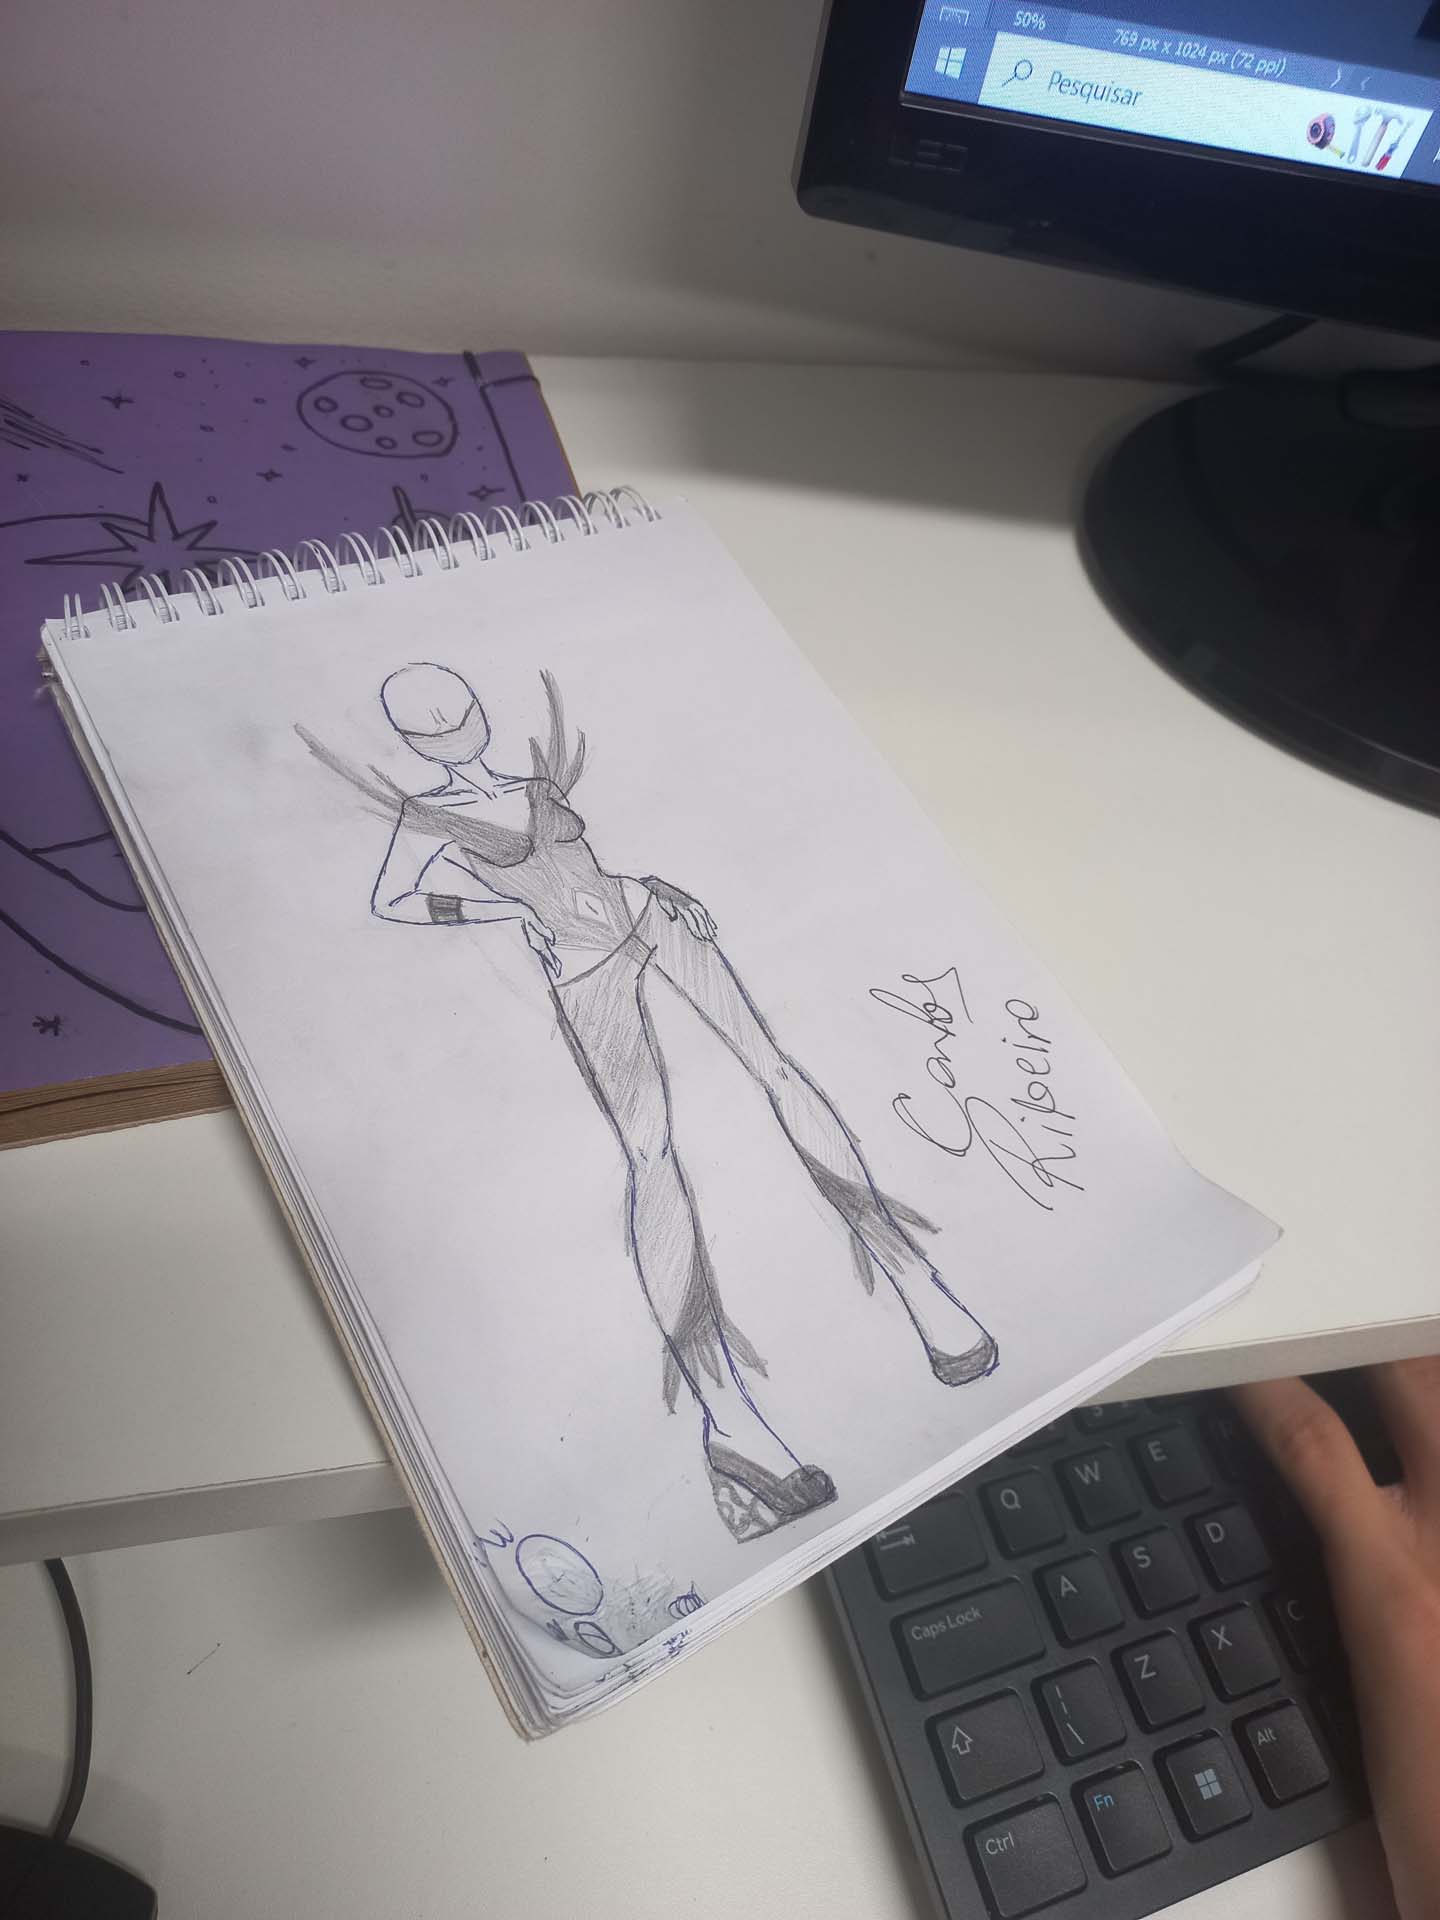 50% 769 px x 1024 px (72 ppi)
Pesquisar
Carlos
Ribeiro
Q W E
Caps Lock A S D
Z X C
Ctrl Fn Alt